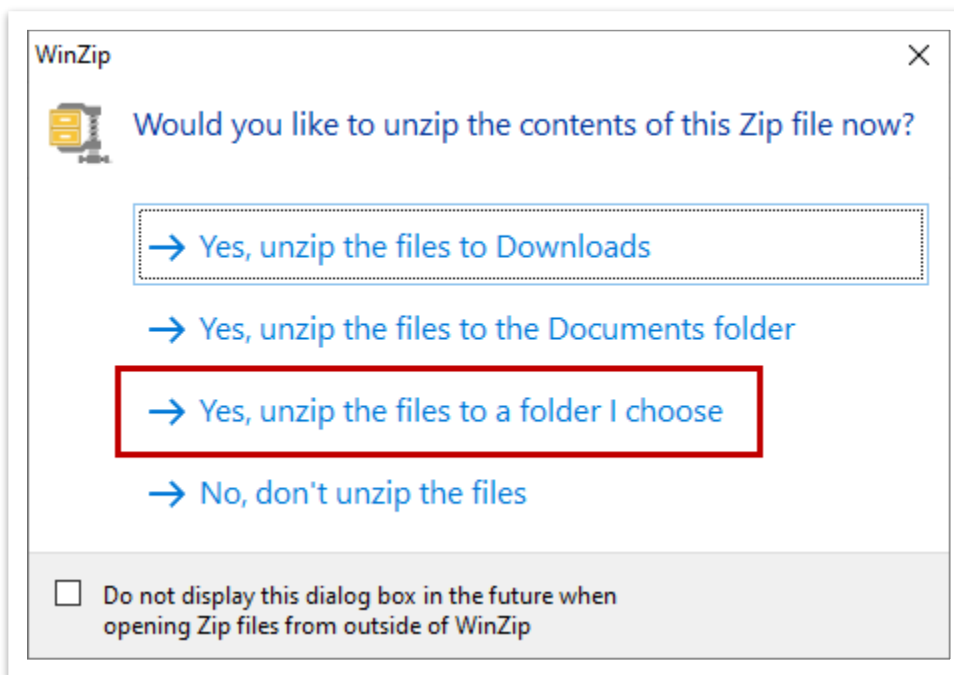 WinZip
Would you like to unzip the contents of this Zip file now?
Yes, unzip the files to Downloads
Yes, unzip the files to the Documents folder
Yes, unzip the files to a folder I choose
No, don't unzip the files
Do not display this dialog box in the future when
opening Zip files from outside of WinZip